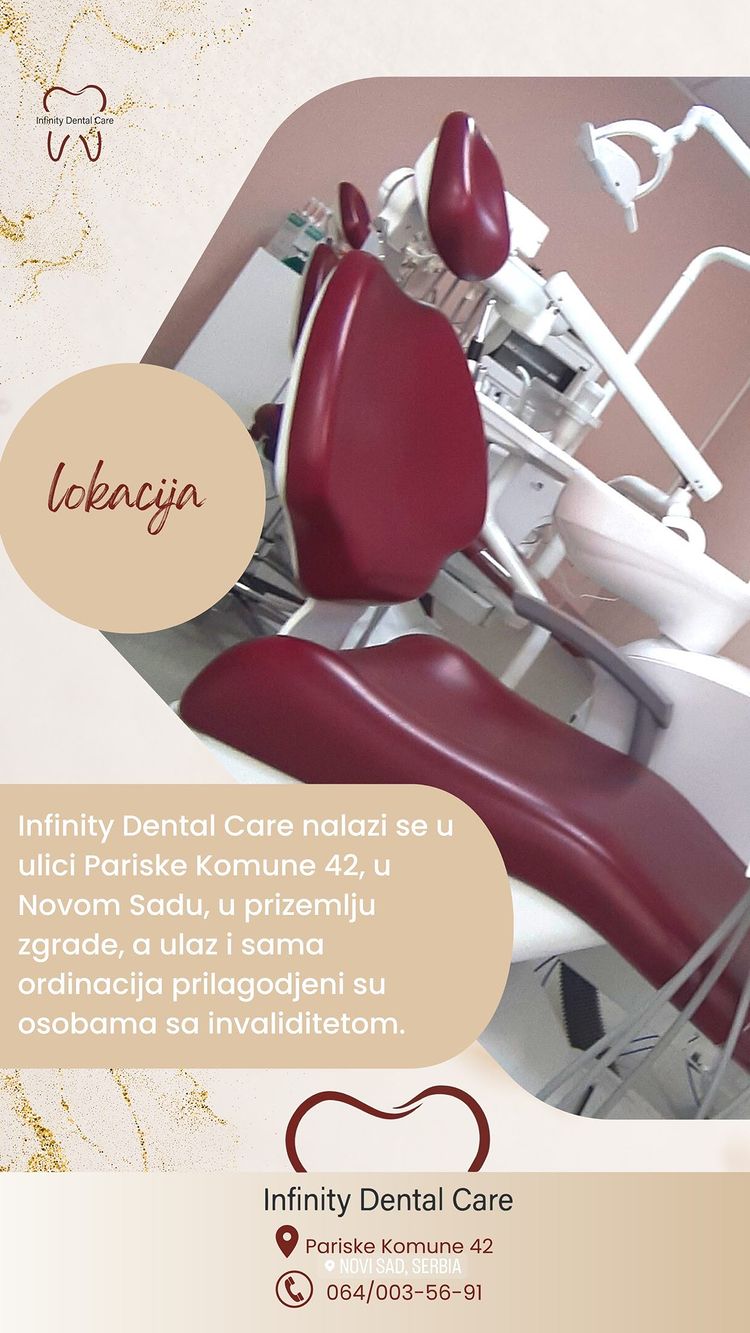 Infinity Dental Care
lokacija
Infinity Dental Care nalazi se u
ulici Pariske Komune 42, u
Novom Sadu, u prizemlju
zgrade, a ulaz i sama
ordinacija prilagodjeni su
osobama sa invaliditetom.
Infinity Dental Care
Pariske Komune 42
NOVI SAD, SERBIA
064/003-56-91